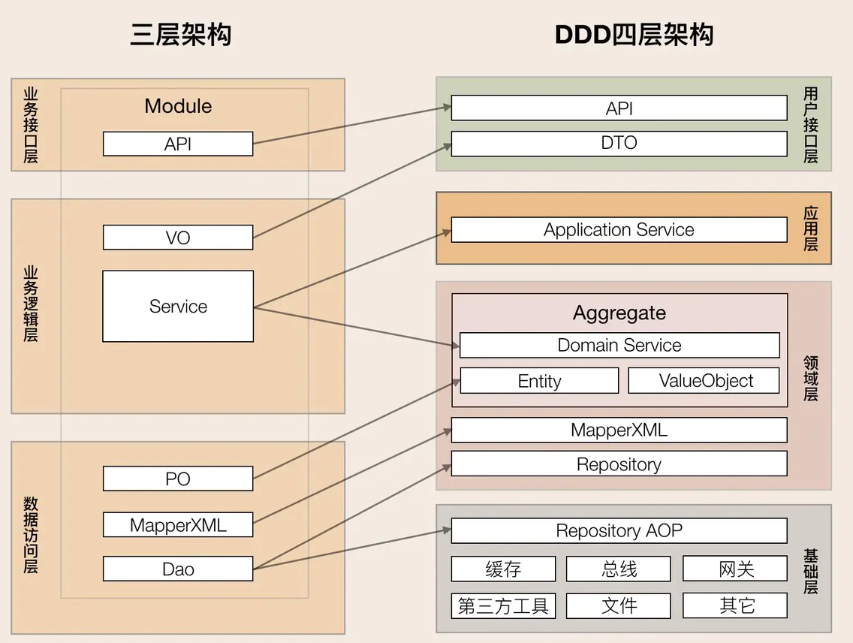 三层架构
DDD四层架构
业务接口层
Module
API
业务逻辑层
VO
Service
数据访问层
PO
MapperXML
Dao
用户接口层
API
DTO
应用层
Application Service
领域层
Aggregate
Domain Service
Entity
ValueObject
MapperXML
Repository
基础层
Repository AOP
缓存
总线
网关
第三方工具
文件
其它